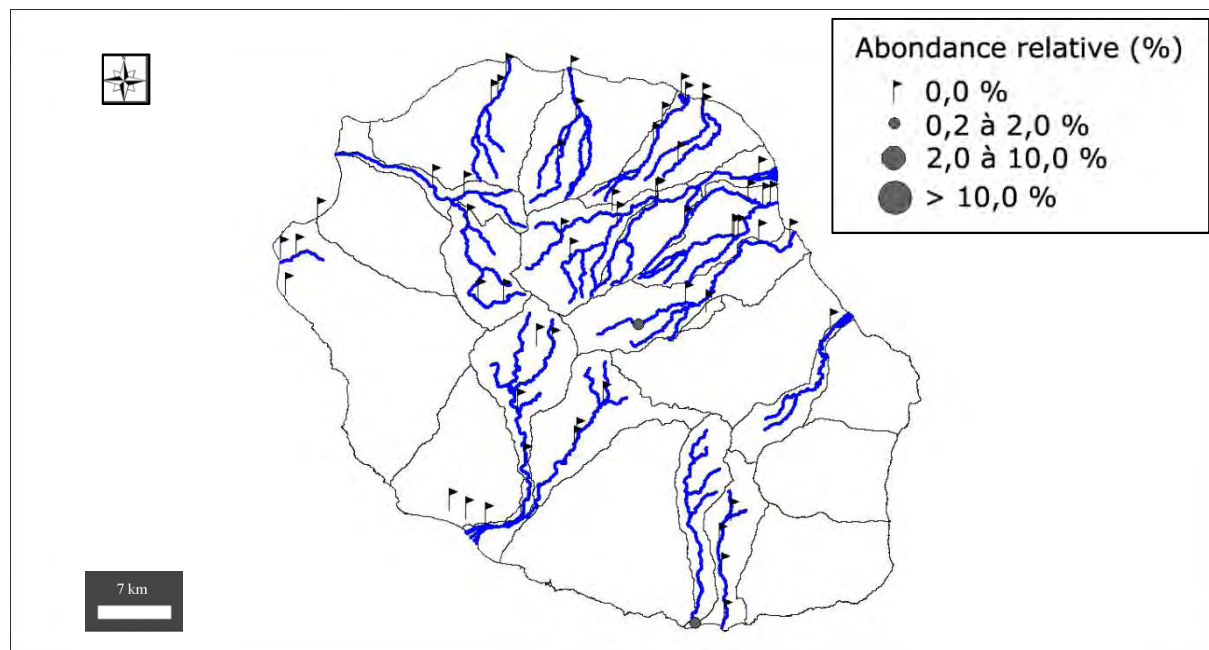 Abondance relative (%)
0,0 %
0,2 à 2,0 %
2,0 à 10,0 %
> 10,0 %
7 km